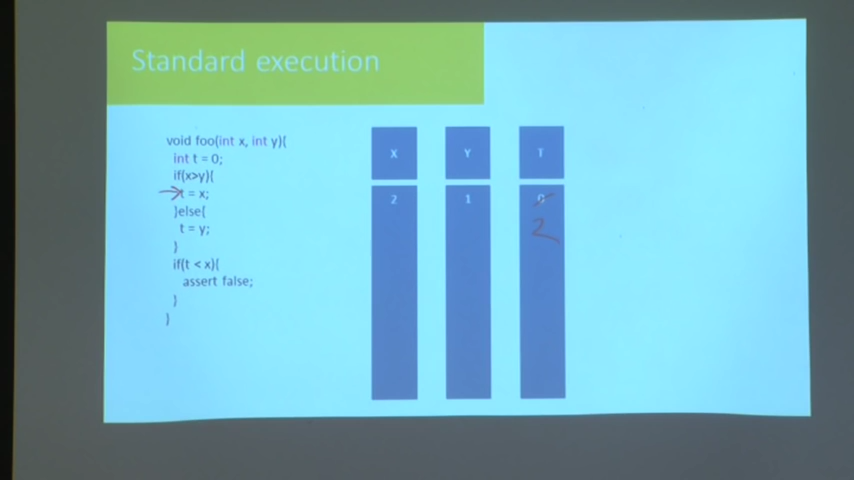 Standard execution
void foo(int x, int y){
int t = 0;
if(x>y){
t = x;
}else{
t = y;
}
if(t < x){
assert false;
}
}
X Y T
2 1 0
2